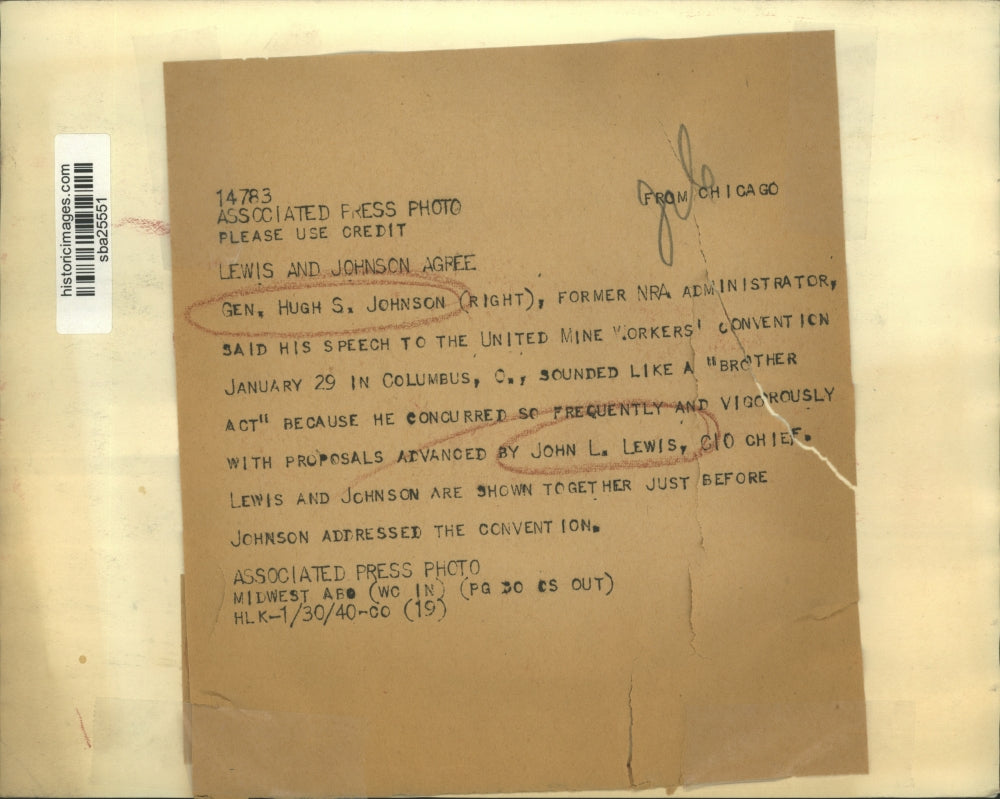 historicimages.com
sba25551
14783
ASSOCIATED PRESS PHOTO
PLEASE USE CREDIT
FROM CHICAGO
LEWIS AND JOHNSON AGREE
GEN. HUGH S. JOHNSON (RIGHT), FORMER NRA ADMINISTRATOR,
SAID HIS SPEECH TO THE UNITED MINE WORKERS' CONVENTION
JANUARY 29 IN COLUMBUS, O., SOUNDED LIKE A "BROTHER
ACT" BECAUSE HE CONCURRED SO FREQUENTLY AND VIGOROUSLY
WITH PROPOSALS ADVANCED BY JOHN L. LEWIS, CIO CHIEF.
LEWIS AND JOHNSON ARE SHOWN TOGETHER JUST BEFORE
JOHNSON ADDRESSED THE CONVENTION.
ASSOCIATED PRESS PHOTO
MIDWEST ABO (WC IN) (PG OUT)
HLK-1/30/40-CO (19)